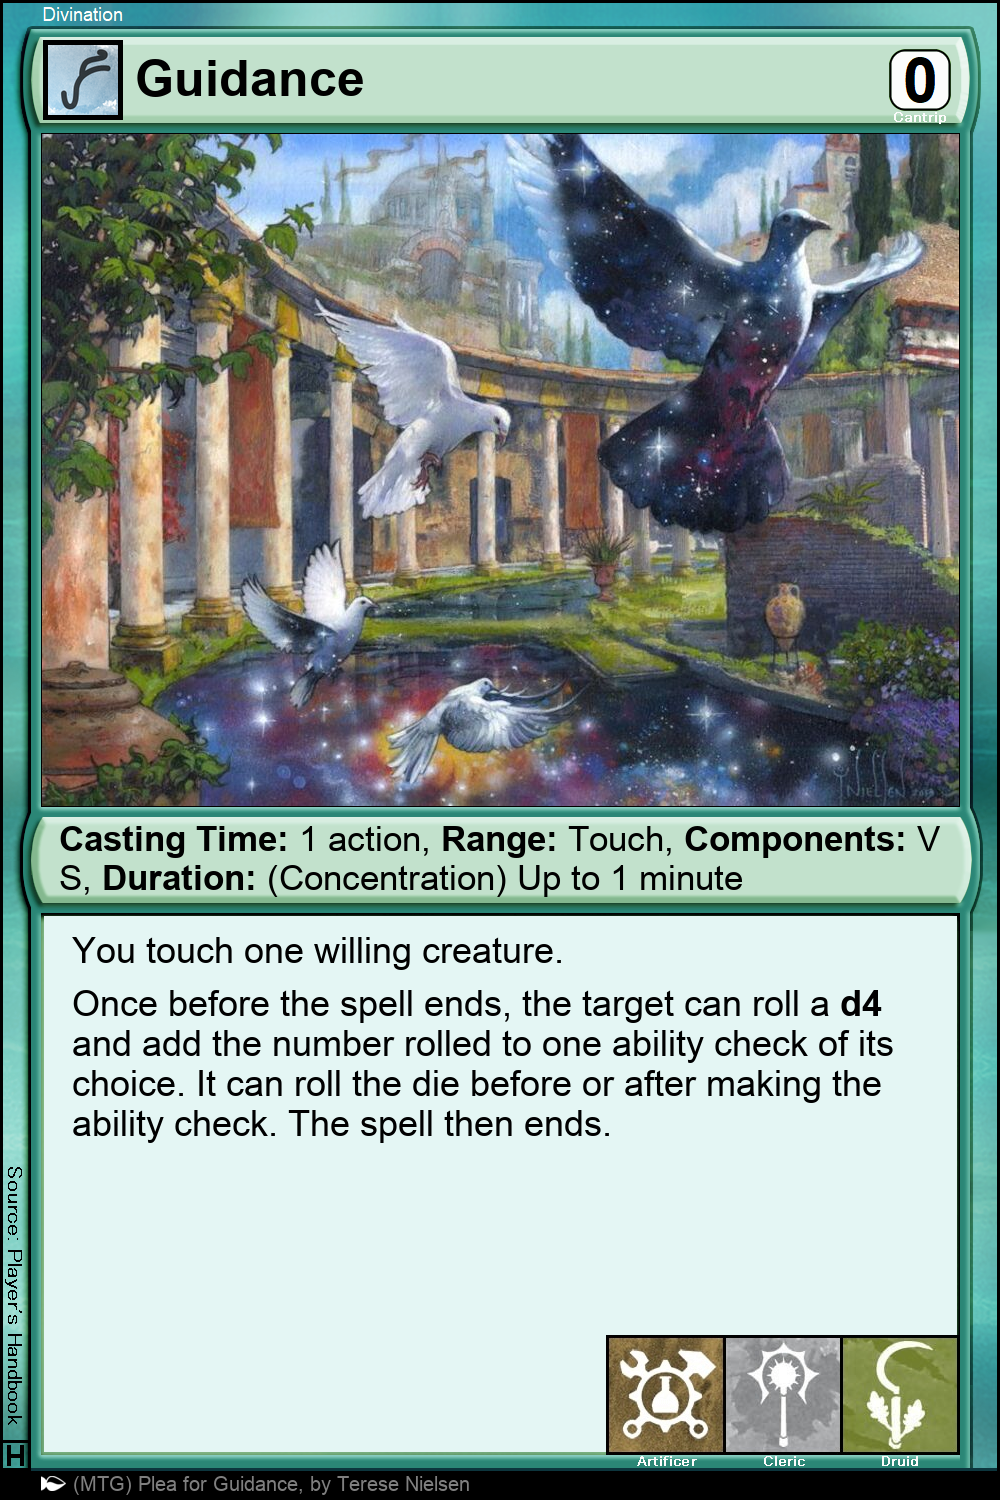 Divination
Guidance
0
Cantrip
NIELSEN
Casting Time: 1 action, Range: Touch, Components: V
S, Duration: (Concentration) Up to 1 minute
You touch one willing creature.
Once before the spell ends, the target can roll a d4
and add the number rolled to one ability check of its
choice. It can roll the die before or after making the
ability check. The spell then ends.
Source: Player's Handbook
H
Artificer
Cleric
Druid
(MTG) Plea for Guidance, by Terese Nielsen